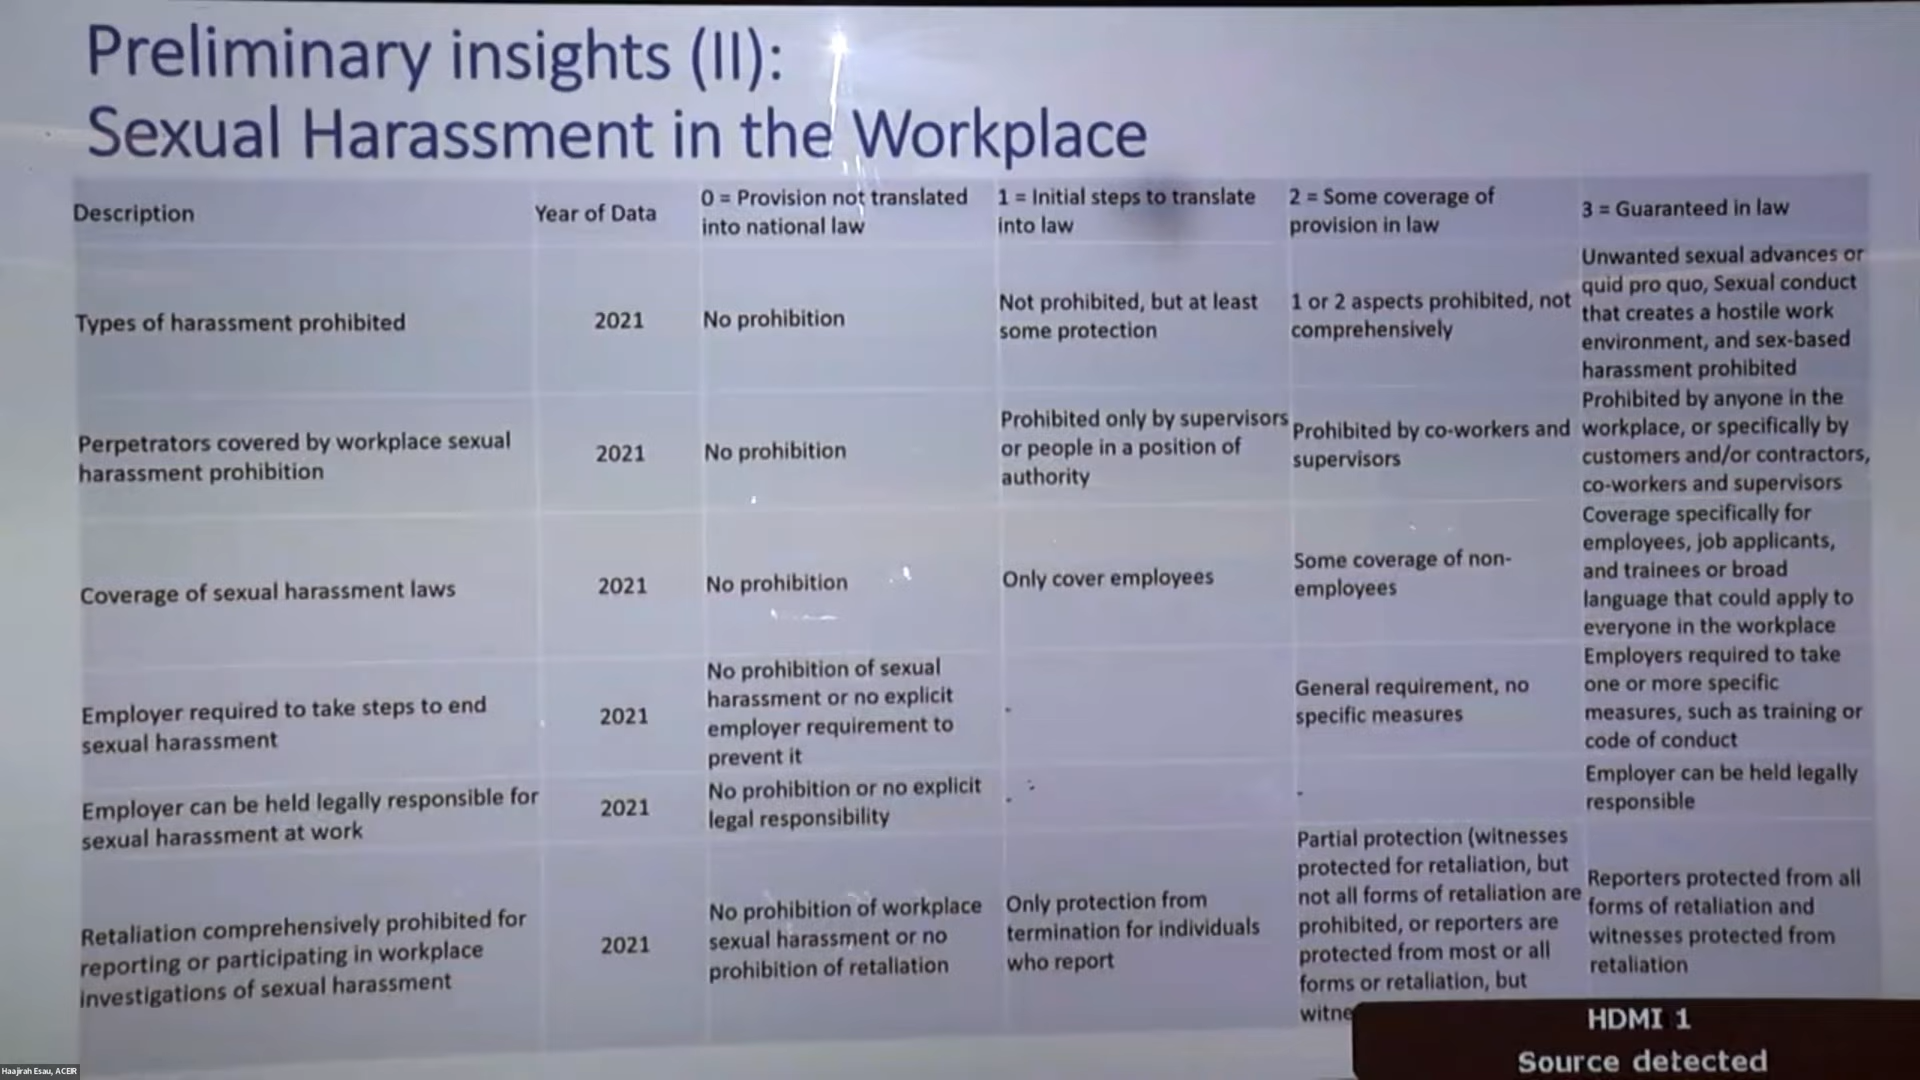 Preliminary insights (II):
Sexual Harassment in the Workplace
Description
Year of Data
0 = Provision not translated
into national law
1 = Initial steps to translate
into law
2 = Some coverage of
provision in law
3 = Guaranteed in law
Types of harassment prohibited
2021
No prohibition
Not prohibited, but at least
some protection
1 or 2 aspects prohibited, not
comprehensively
Unwanted sexual advances or
quid pro quo, Sexual conduct
that creates a hostile work
environment, and sex-based
harassment prohibited
Perpetrators covered by workplace sexual
harassment prohibition
2021
No prohibition
Prohibited only by supervisors
or people in a position of
authority
Prohibited by co-workers and
supervisors
Prohibited by anyone in the
workplace, or specifically by
customers and/or contractors,
co-workers and supervisors
Coverage of sexual harassment laws
2021
No prohibition
Only cover employees
Some coverage of non-
employees
Coverage specifically for
employees, job applicants,
and trainees or broad
language that could apply to
everyone in the workplace
Employer required to take steps to end
sexual harassment
2021
No prohibition of sexual
harassment or no explicit
employer requirement to
prevent it
-
General requirement, no
specific measures
Employers required to take
one or more specific
measures, such as training or
code of conduct
Employer can be held legally responsible for
sexual harassment at work
2021
No prohibition or no explicit
legal responsibility
-
-
Employer can be held legally
responsible
Retaliation comprehensively prohibited for
reporting or participating in workplace
investigations of sexual harassment
2021
No prohibition of workplace
sexual harassment or no
prohibition of retaliation
Only protection from
termination for individuals
who report
Partial protection (witnesses
protected for retaliation, but
not all forms of retaliation are
prohibited, or reporters are
protected from most or all
forms or retaliation, but
witne
Reporters protected from all
forms of retaliation and
witnesses protected from
retaliation
HDMI 1
Source detected
Haajirah Esau, ACEIR